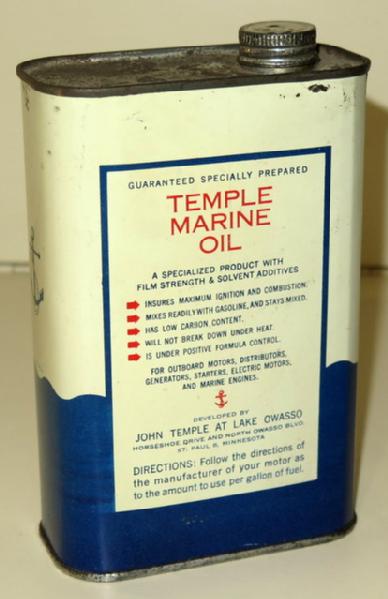 GUARANTEED SPECIALLY PREPARED
TEMPLE
MARINE
OIL
A SPECIALIZED PRODUCT WITH
FILM STRENGTH & SOLVENT ADDITIVES
INSURES MAXIMUM IGNITION AND COMBUSTION.
MIXES READILY WITH GASOLINE, AND STAYS MIXED.
HAS LOW CARBON CONTENT.
WILL NOT BREAK DOWN UNDER HEAT.
IS UNDER POSITIVE FORMULA CONTROL.
FOR OUTBOARD MOTORS, DISTRIBUTORS,
GENERATORS, STARTERS, ELECTRIC MOTORS,
AND MARINE ENGINES.
DEVELOPED BY
JOHN TEMPLE AT LAKE OWASSO
HORSESHOE DRIVE AND NORTH OWASSO BLVD.
ST. PAUL 8, MINNESOTA
DIRECTIONS: Follow the directions of
the manufacturer of your motor as
to the amount to use per gallon of fuel.